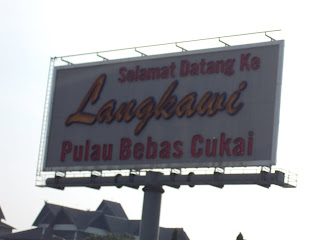 Selamat Datang Ke
Langkawi
Pulau Bebas Cukai